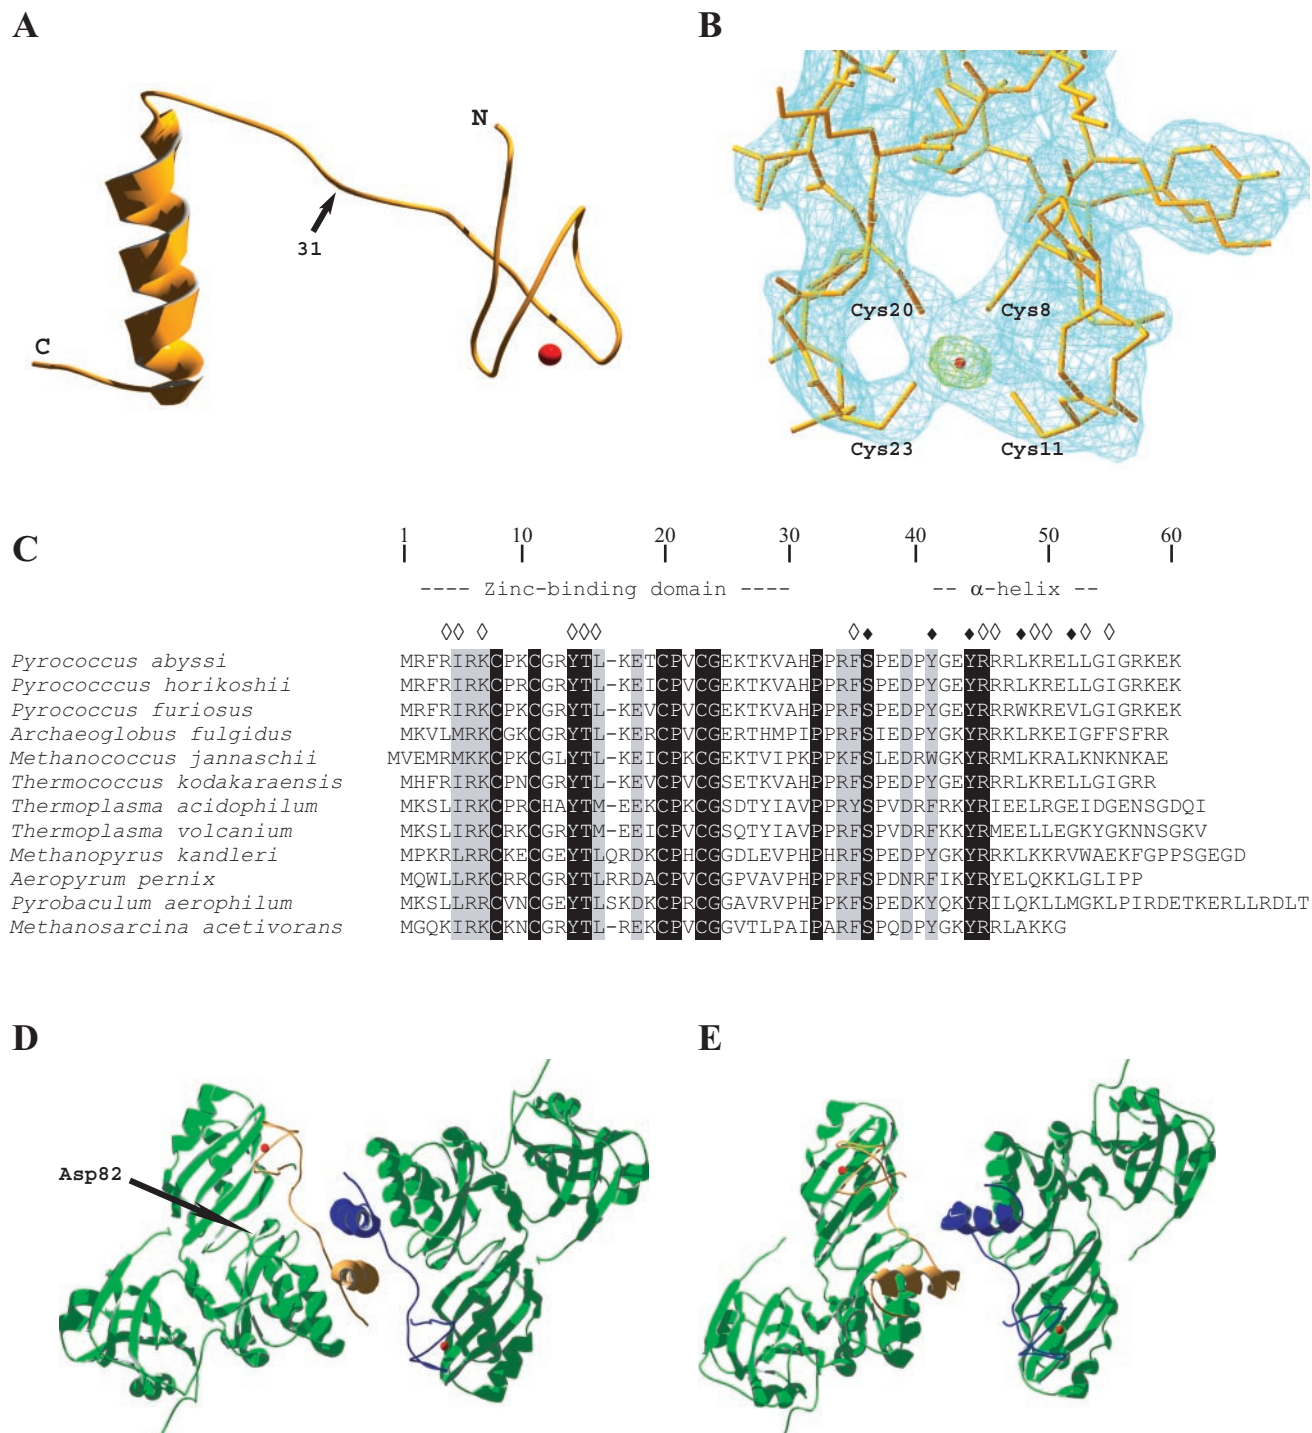 A
B
N
31
C
Cys20
Cys8
Cys23
Cys11
C
1 10 20 30 40 50 60
---- Zinc-binding domain ----
-- α-helix --
◊◊ ◊ ◊◊◊ ◊♦ ♦ ♦◊◊ ♦◊◊ ♦◊ ◊
Pyrococcus abyssi MRFRIRKCPKCGRYTL-KETCPVCGEKTKVAHPPRFSPEDPYGEYRRRLKRELLGIGRKEK
Pyrococccus horikoshii MRFRIRKCPRCGRYTL-KEICPVCGEKTKVAHPPRFSPEDPYGEYRRRLKRELLGIGRKEK
Pyrococcus furiosus MRFRIRKCPKCGRYTL-KEVCPVCGEKTKVAHPPRFSPEDPYGEYRRRWKREVLGIGRKEK
Archaeoglobus fulgidus MKVLMRKCGKCGRYTL-KERCPVCGERTHMPIPPRFSIEDPYGKYRRKLRKEIGFFSFRR
Methanococcus jannaschii MVEMRMKKCPKCGLYTL-KEICPKCGEKTVIPKPPKFSLEDRWGKYRRMLKRALKNKNKAE
Thermococcus kodakaraensis MHFRIRKCPNCGRYTL-KEVCPVCGSETKVAHPPRFSPEDPYGEYRRRLKRELLGIGRR
Thermoplasma acidophilum MKSLIRKCPRCHAYTM-EEKCPKCGSDTYIAVPPRYSPVDRFRKYRIEELRGEIDGENSGDQI
Thermoplasma volcanium MKSLIRKCRKCGRYTM-EEICPVCGSQTYIAVPPRFSPVDRFKKYRMEELLEGKYGKNNSGKV
Methanopyrus kandleri MPKRLRRCKECGEYTLQRDKCPHCGGDLEVPHPHRFSPEDPYGKYRRKLKKRVWAEKFGPPSGEGD
Aeropyrum pernix MQWLLRKCRRCGRYTLRRDACPVCGGPVAVPHPPRFSPDNRFIKYRYELQKKLGLIPP
Pyrobaculum aerophilum MKSLLRRCVNCGEYTLSKDKCPRCGGAVRVPHPPKFSPEDKYQKYRILQKLLMGKLPIRDETKERLLRDLT
Methanosarcina acetivorans MGQKIRKCKNCGRYTL-REKCPVCGGVTLPAIPARFSPQDPYGKYRRLAKKG
D
E
Asp82